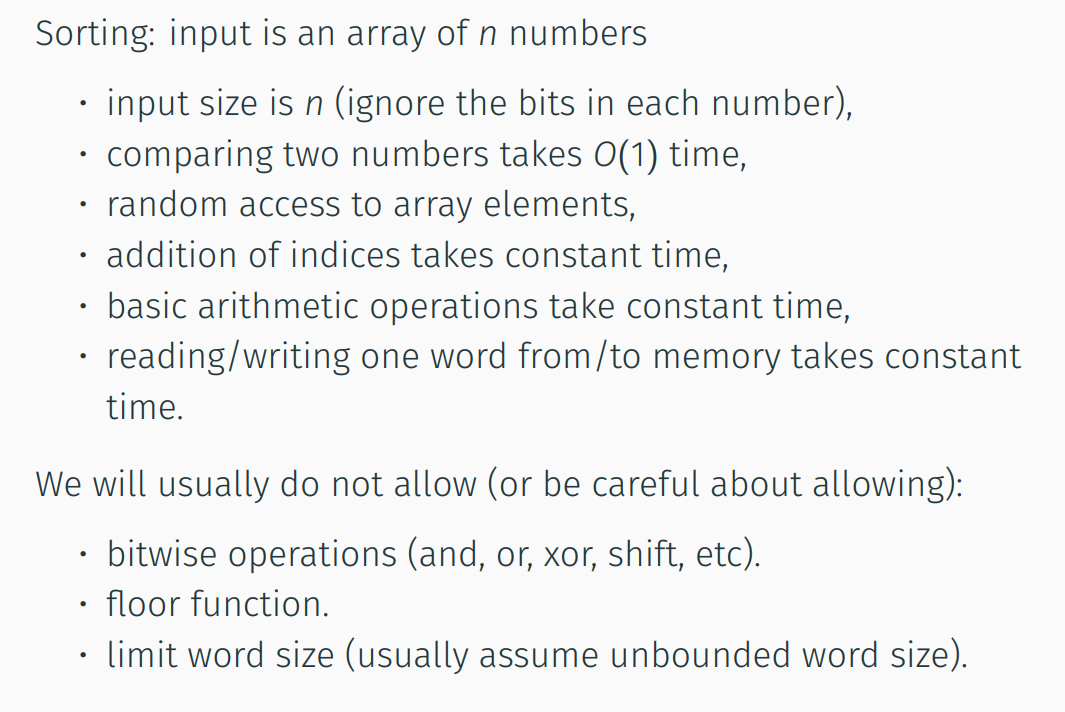 Sorting: input is an array of n numbers
• input size is n (ignore the bits in each number),
• comparing two numbers takes O(1) time,
• random access to array elements,
• addition of indices takes constant time,
• basic arithmetic operations take constant time,
• reading/writing one word from/to memory takes constant
time.
We will usually do not allow (or be careful about allowing):
• bitwise operations (and, or, xor, shift, etc).
• floor function.
• limit word size (usually assume unbounded word size).